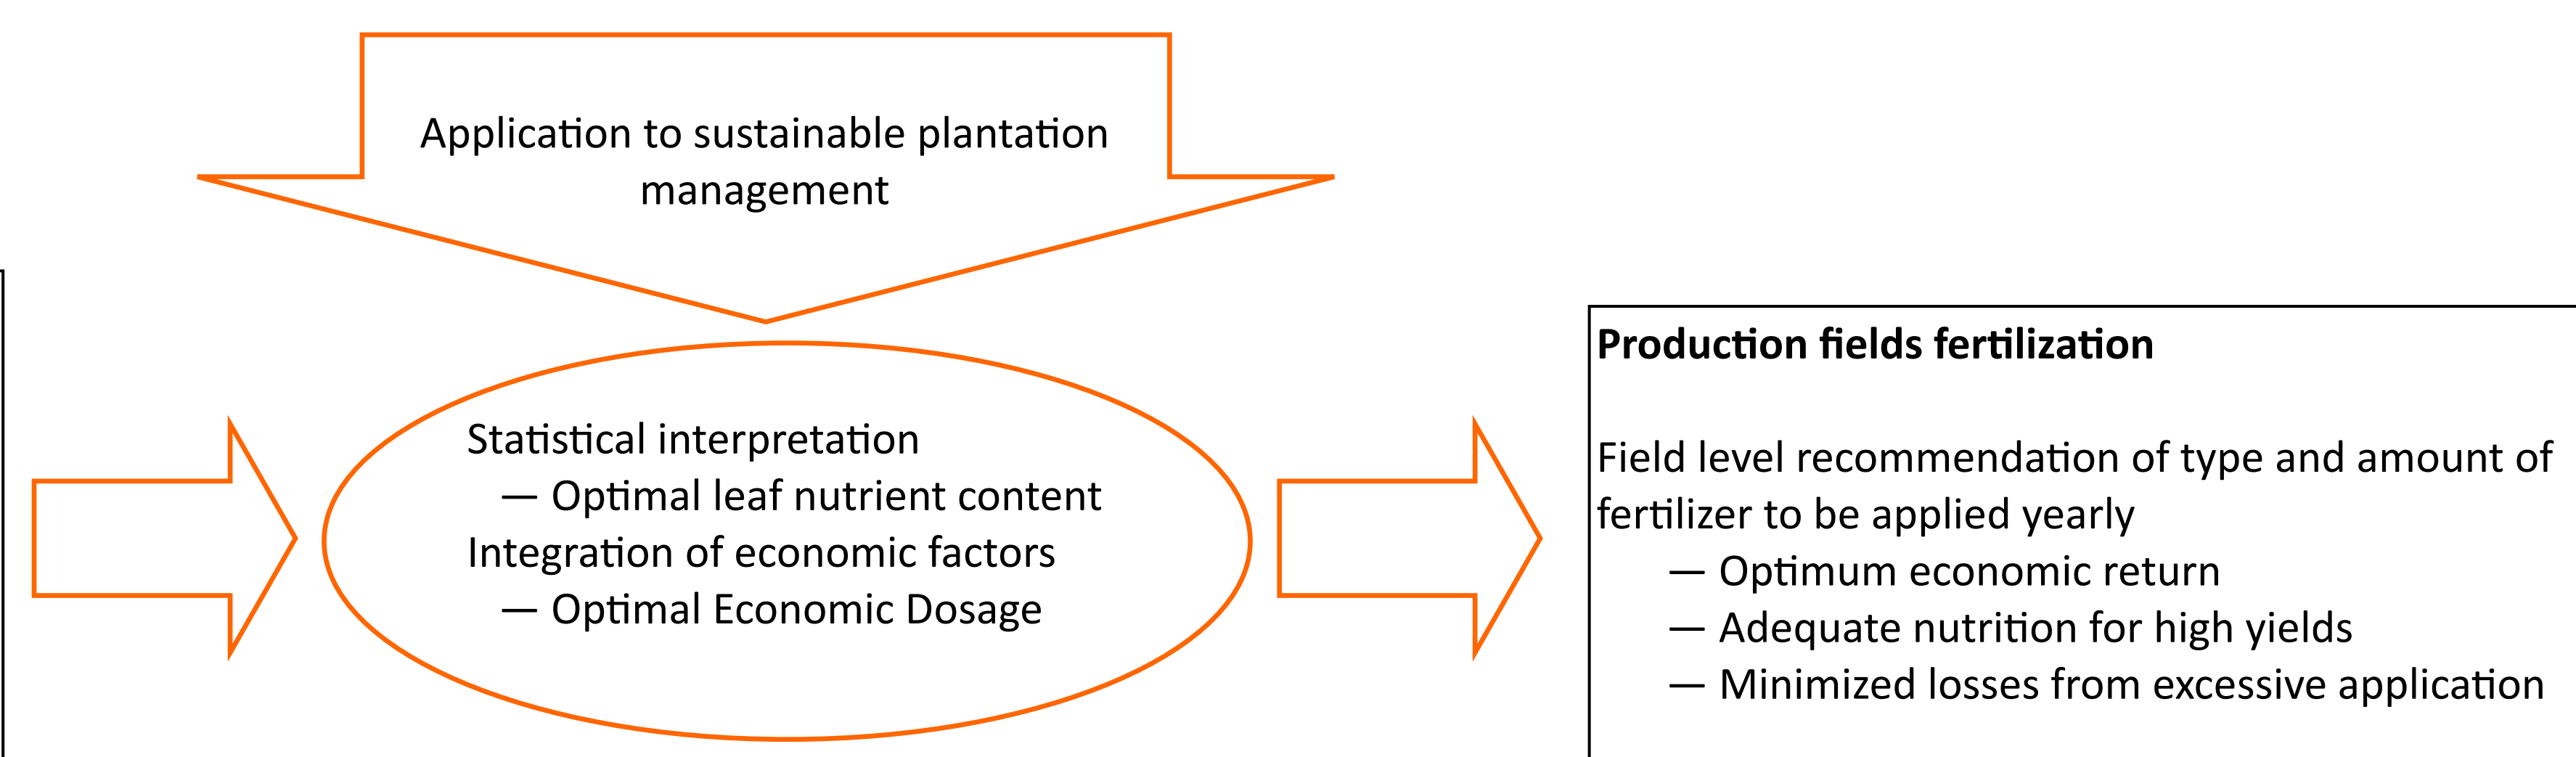 Application to sustainable plantation
management
Statistical interpretation
— Optimal leaf nutrient content
Integration of economic factors
— Optimal Economic Dosage
Production fields fertilization
Field level recommendation of type and amount of
fertilizer to be applied yearly
— Optimum economic return
— Adequate nutrition for high yields
— Minimized losses from excessive application